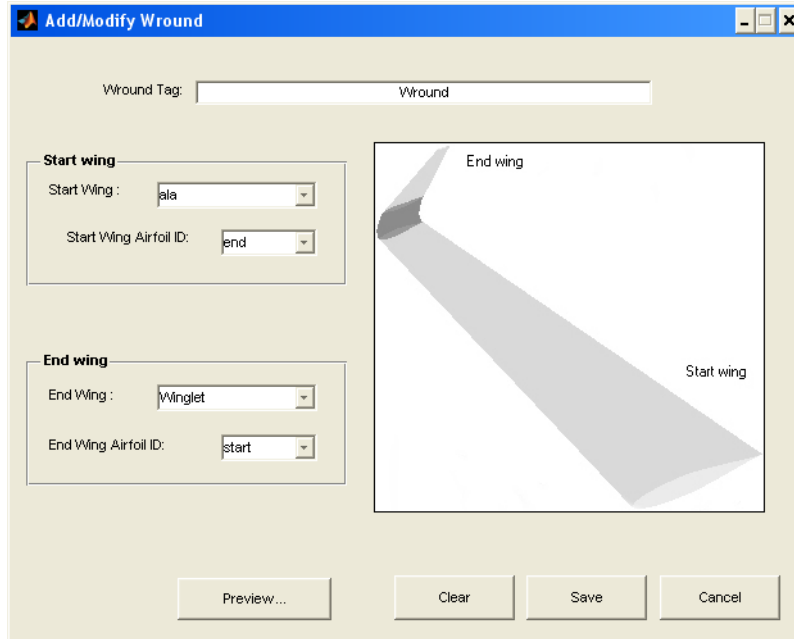 Add/Modify Wround
Wround Tag: Wround
Start wing
Start Wing : ala
Start Wing Airfoil ID: end
End wing
End Wing : Winglet
End Wing Airfoil ID: start
End wing
Start wing
Preview... Clear Save Cancel